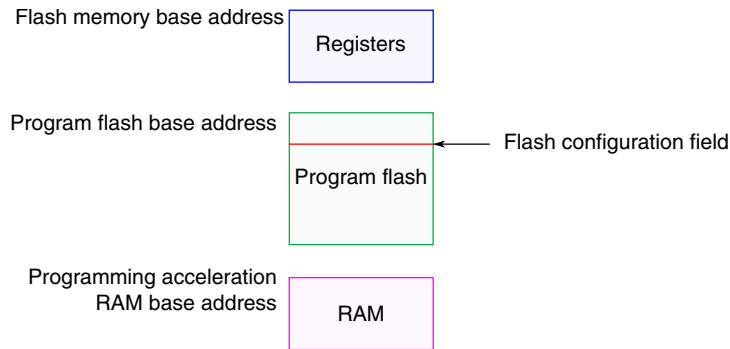 Flash memory base address
Registers
Program flash base address
Flash configuration field
Program flash
Programming acceleration
RAM base address
RAM